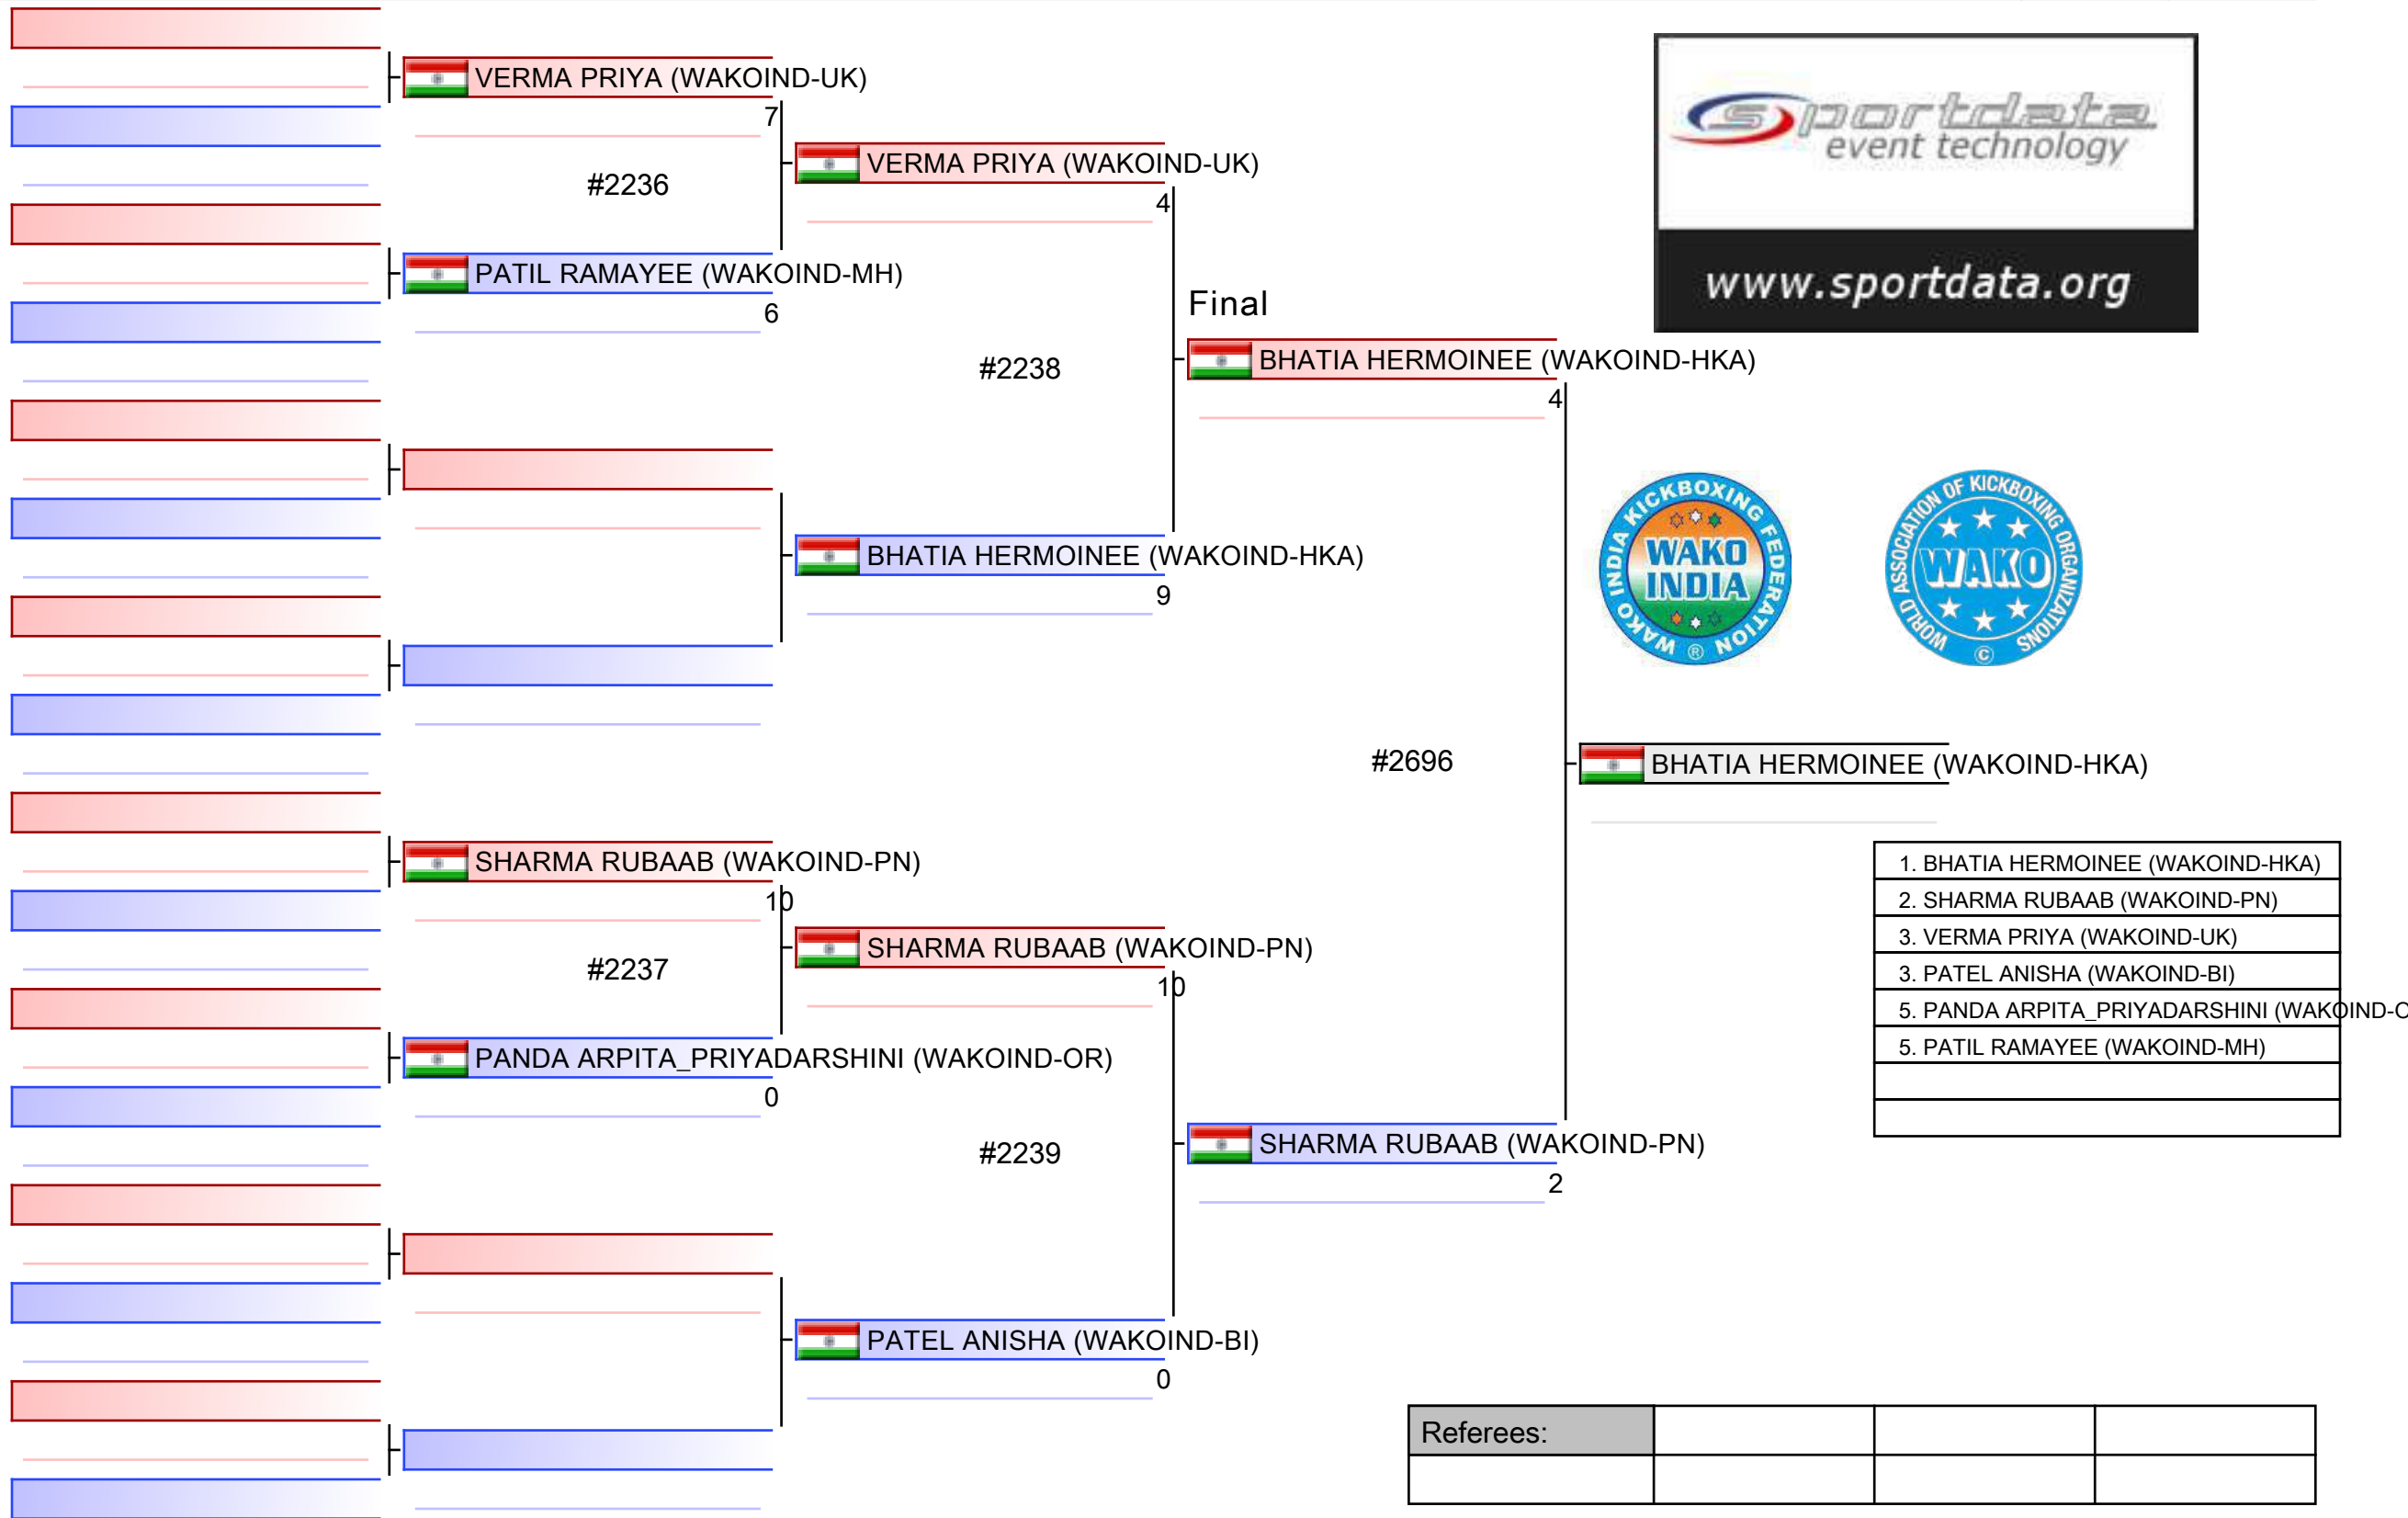 VERMA PRIYA (WAKOIND-UK)
7
#2236
PATIL RAMAYEE (WAKOIND-MH)
6
SHARMA RUBAAB (WAKOIND-PN)
10
#2237
PANDA ARPITA_PRIYADARSHINI (WAKOIND-OR)
0
VERMA PRIYA (WAKOIND-UK)
4
#2238
BHATIA HERMOINEE (WAKOIND-HKA)
9
SHARMA RUBAAB (WAKOIND-PN)
10
#2239
PATEL ANISHA (WAKOIND-BI)
0
Final
BHATIA HERMOINEE (WAKOIND-HKA)
4
#2696
SHARMA RUBAAB (WAKOIND-PN)
2
BHATIA HERMOINEE (WAKOIND-HKA)
sportdata
event technology
www.sportdata.org
WAKO INDIA KICKBOXING FEDERATION
WAKO
INDIA
®
WORLD ASSOCIATION OF KICKBOXING ORGANIZATIONS
WAKO
©
1. BHATIA HERMOINEE (WAKOIND-HKA)
2. SHARMA RUBAAB (WAKOIND-PN)
3. VERMA PRIYA (WAKOIND-UK)
3. PATEL ANISHA (WAKOIND-BI)
5. PANDA ARPITA_PRIYADARSHINI (WAKOIND-O
5. PATIL RAMAYEE (WAKOIND-MH)
Referees: